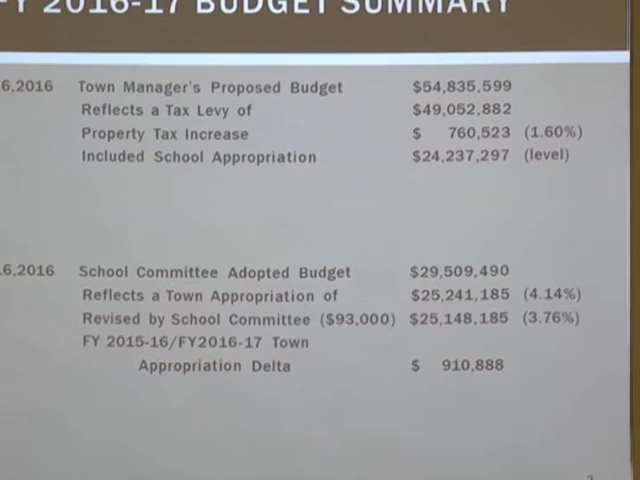 FY 2016-17 BUDGET SUMMARY
6,2016 Town Manager's Proposed Budget $54,835,599
Reflects a Tax Levy of $49,052,882
Property Tax Increase $ 760,523 (1.60%)
Included School Appropriation $24,237,297 (level)
6,2016 School Committee Adopted Budget $29,509,490
Reflects a Town Appropriation of $25,241,185 (4.14%)
Revised by School Committee ($93,000) $25,148,185 (3.76%)
FY 2015-16/FY2016-17 Town
Appropriation Delta $ 910,888